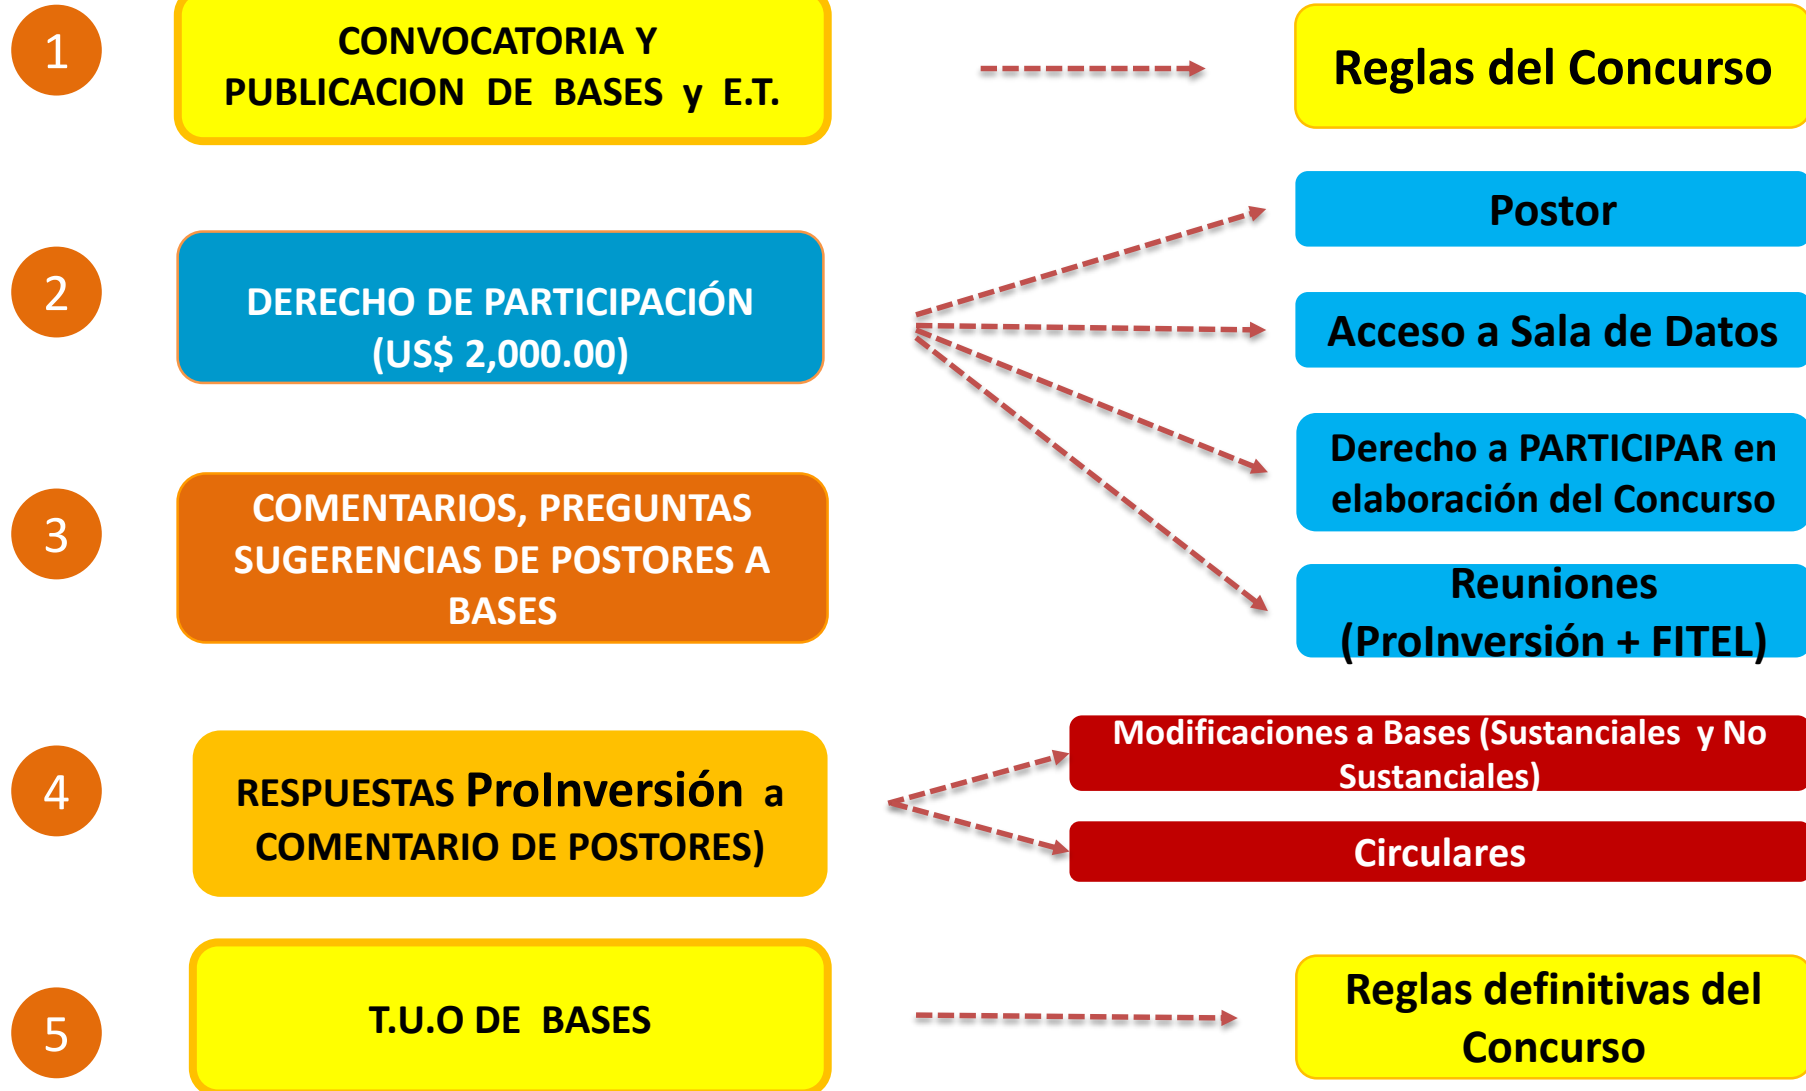 1
CONVOCATORIA Y
PUBLICACION DE BASES y E.T.
Reglas del Concurso
2
DERECHO DE PARTICIPACIÓN
(US$ 2,000.00)
Postor
Acceso a Sala de Datos
Derecho a PARTICIPAR en
elaboración del Concurso
Reuniones
(ProInversión + FITEL)
3
COMENTARIOS, PREGUNTAS
SUGERENCIAS DE POSTORES A
BASES
4
RESPUESTAS ProInversión a
COMENTARIO DE POSTORES)
Modificaciones a Bases (Sustanciales y No
Sustanciales)
Circulares
5
T.U.O DE BASES
Reglas definitivas del
Concurso